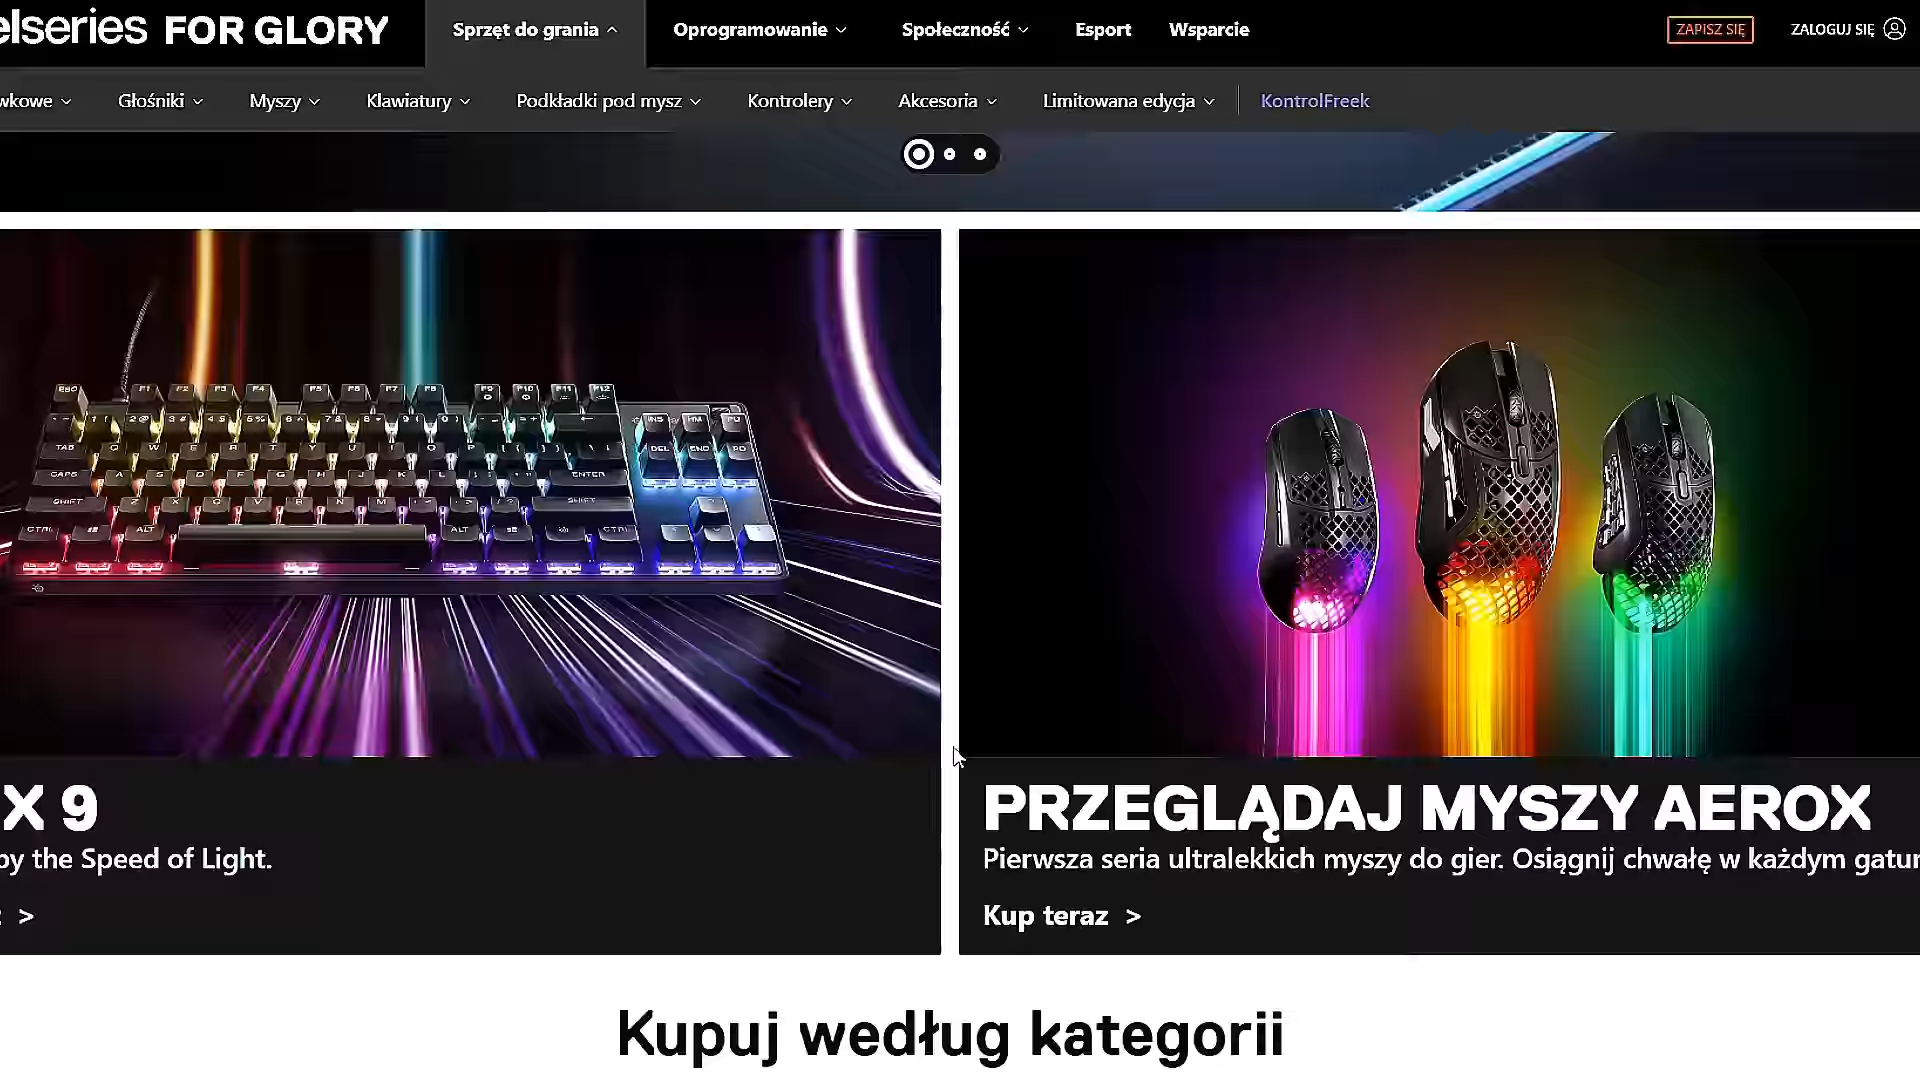 elseries FOR GLORY
Sprzęt do grania
Oprogramowanie
Społeczność
Esport
Wsparcie
ZAPISZ SIĘ
ZALOGUJ SIĘ
wkowe
Głośniki
Myszy
Klawiatury
Podkładki pod mysz
Kontrolery
Akcesoria
Limitowana edycja
KontrolFreek
X 9
by the Speed of Light.
>
PRZEGLĄDAJ MYSZY AEROX
Pierwsza seria ultralekkich myszy do gier. Osiągnij chwałę w każdym gatun
Kup teraz >
Kupuj według kategorii